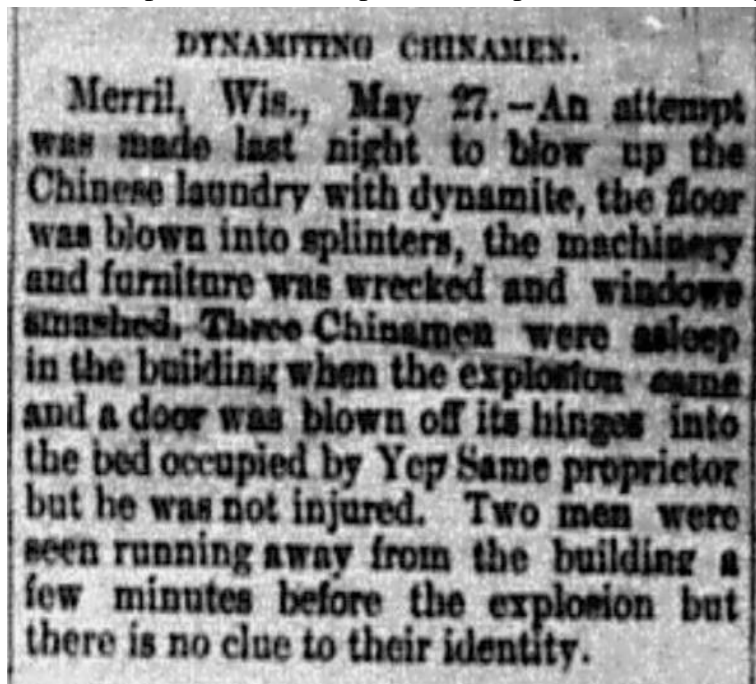 DYNAMITING CHINAMEN.
Merril, Wis., May 27.—An attempt
was made last night to blow up the
Chinese laundry with dynamite, the floor
was blown into splinters, the machinery
and furniture was wrecked and windows
smashed. Three Chinamen were asleep
in the building when the explosion came
and a door was blown off its hinges into
the bed occupied by Yep Same proprietor
but he was not injured. Two men were
seen running away from the building a
few minutes before the explosion but
there is no clue to their identity.